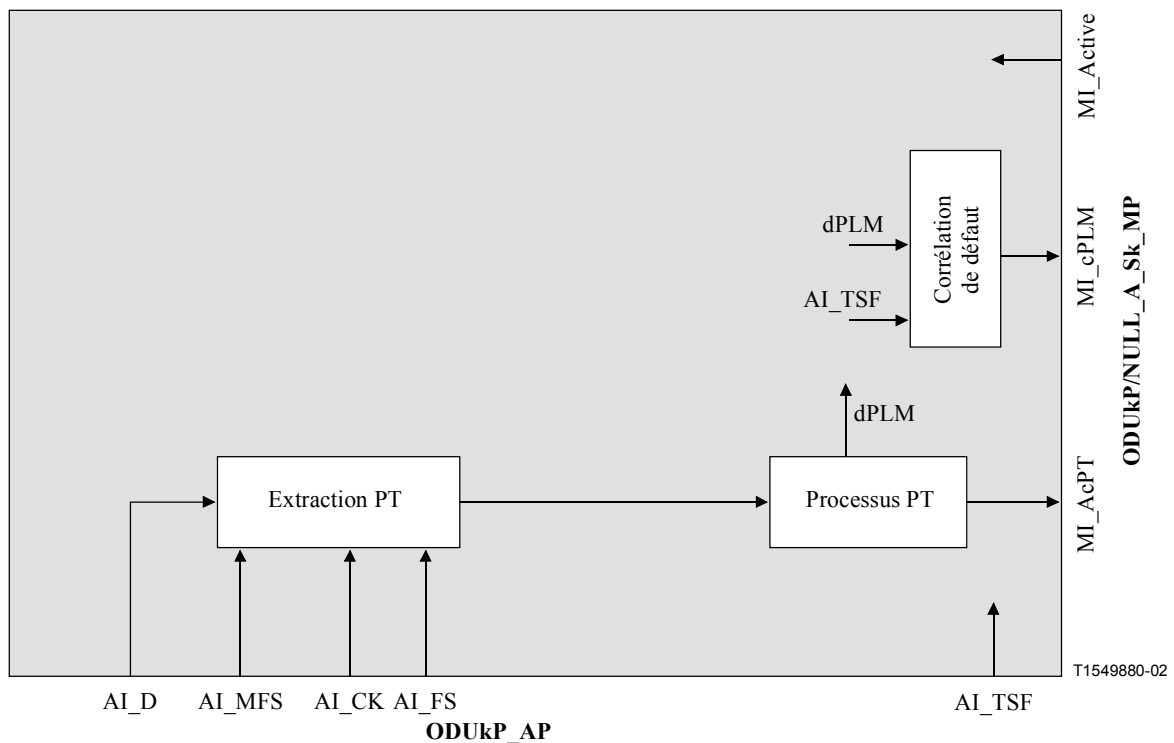 MI_Active
dPLM
AI_TSF
Corrélation
de défaut
MI_cPLM
ODUkP/NULL_A_Sk_MP
dPLM
Extraction PT
Processus PT
MI_AcPT
T1549880-02
AI_D
AI_MFS
AI_CK
AI_FS
AI_TSF
ODUkP_AP